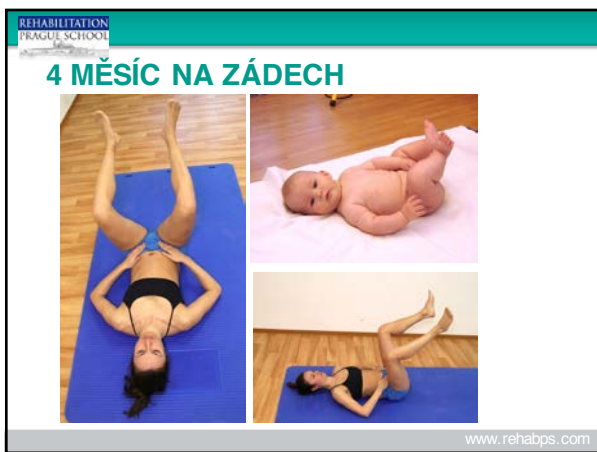 REHABILITATION
PRAGUE SCHOOL
4 MĚSÍC NA ZÁDECH
www.rehabps.com